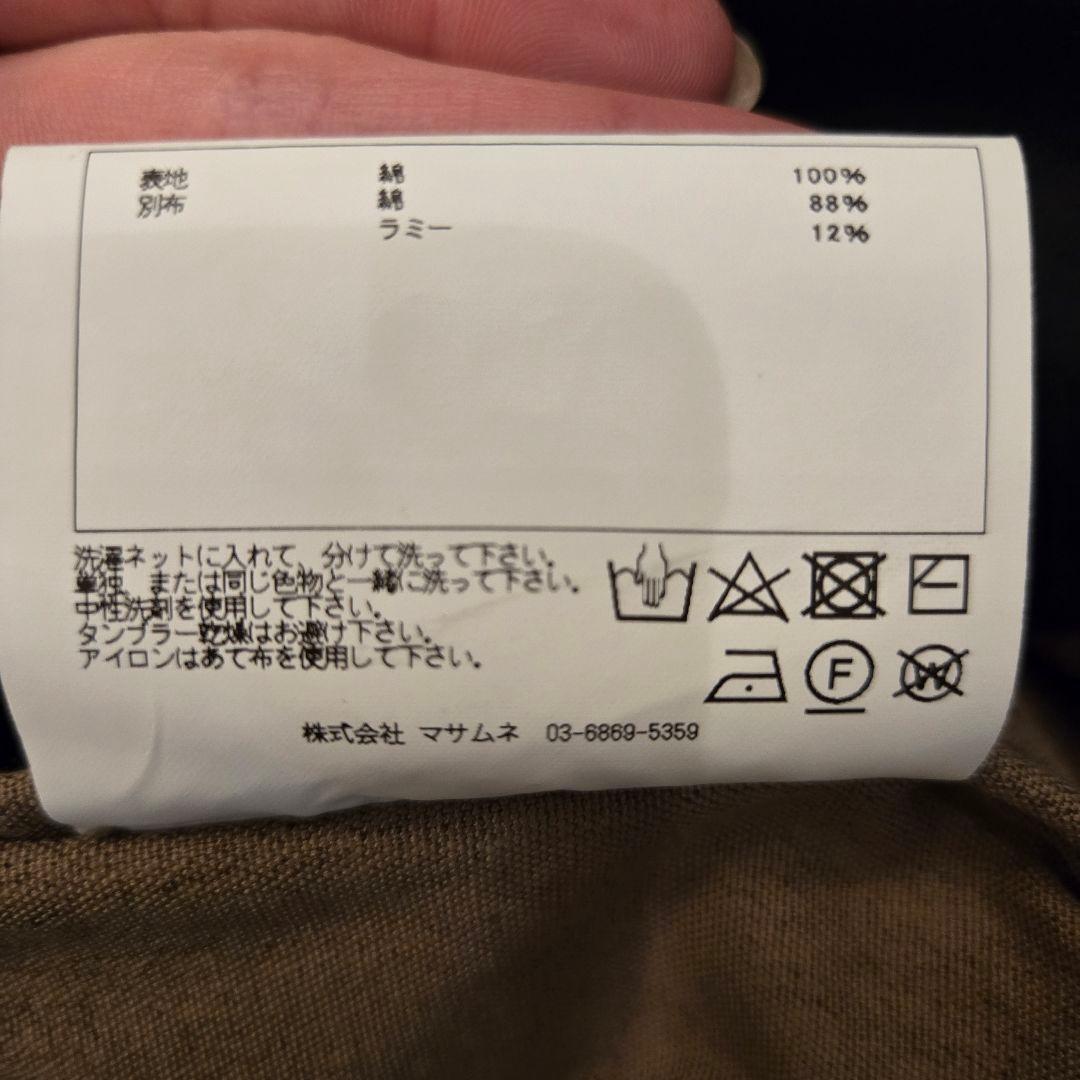 表地 綿 100%
別布 綿 88%
ラミー 12%
洗濯ネットに入れて、分けて洗って下さい。
単独、または同じ色物と一緒に洗って下さい。
中性洗剤を使用して下さい。
タンブラー乾燥はお避け下さい。
アイロンはあて布を使用して下さい。
F
W
株式会社 マサムネ 03-6869-5359